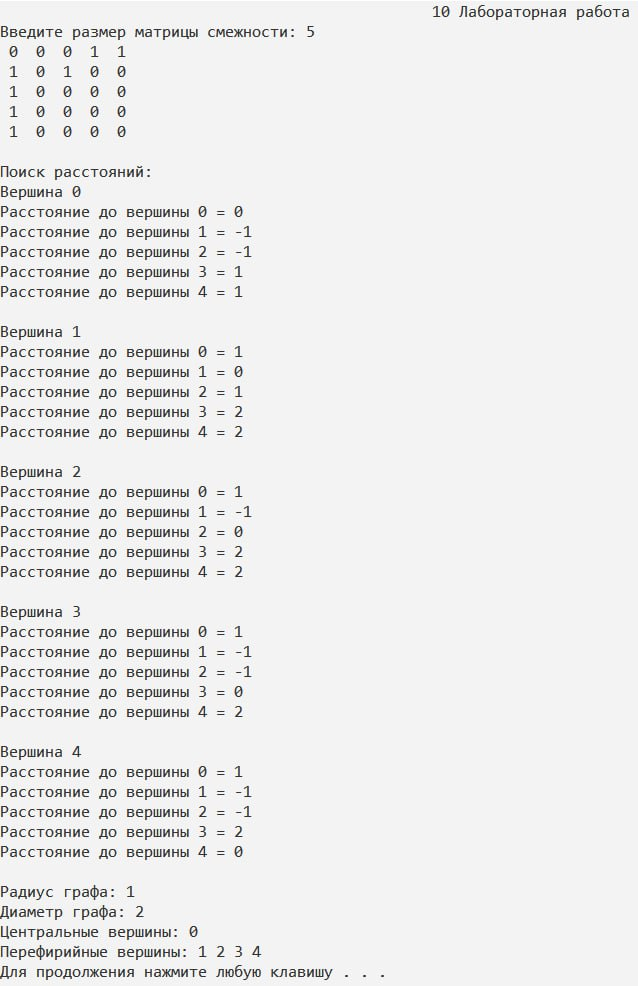 10 Лабораторная работа
Введите размер матрицы смежности: 5
0 0 0 1 1
1 0 1 0 0
1 0 0 0 0
1 0 0 0 0
1 0 0 0 0
Поиск расстояний:
Вершина 0
Расстояние до вершины 0 = 0
Расстояние до вершины 1 = -1
Расстояние до вершины 2 = -1
Расстояние до вершины 3 = 1
Расстояние до вершины 4 = 1
Вершина 1
Расстояние до вершины 0 = 1
Расстояние до вершины 1 = 0
Расстояние до вершины 2 = 1
Расстояние до вершины 3 = 2
Расстояние до вершины 4 = 2
Вершина 2
Расстояние до вершины 0 = 1
Расстояние до вершины 1 = -1
Расстояние до вершины 2 = 0
Расстояние до вершины 3 = 2
Расстояние до вершины 4 = 2
Вершина 3
Расстояние до вершины 0 = 1
Расстояние до вершины 1 = -1
Расстояние до вершины 2 = -1
Расстояние до вершины 3 = 0
Расстояние до вершины 4 = 2
Вершина 4
Расстояние до вершины 0 = 1
Расстояние до вершины 1 = -1
Расстояние до вершины 2 = -1
Расстояние до вершины 3 = 2
Расстояние до вершины 4 = 0
Радиус графа: 1
Диаметр графа: 2
Центральные вершины: 0
Перефирийные вершины: 1 2 3 4
Для продолжения нажмите любую клавишу . . .